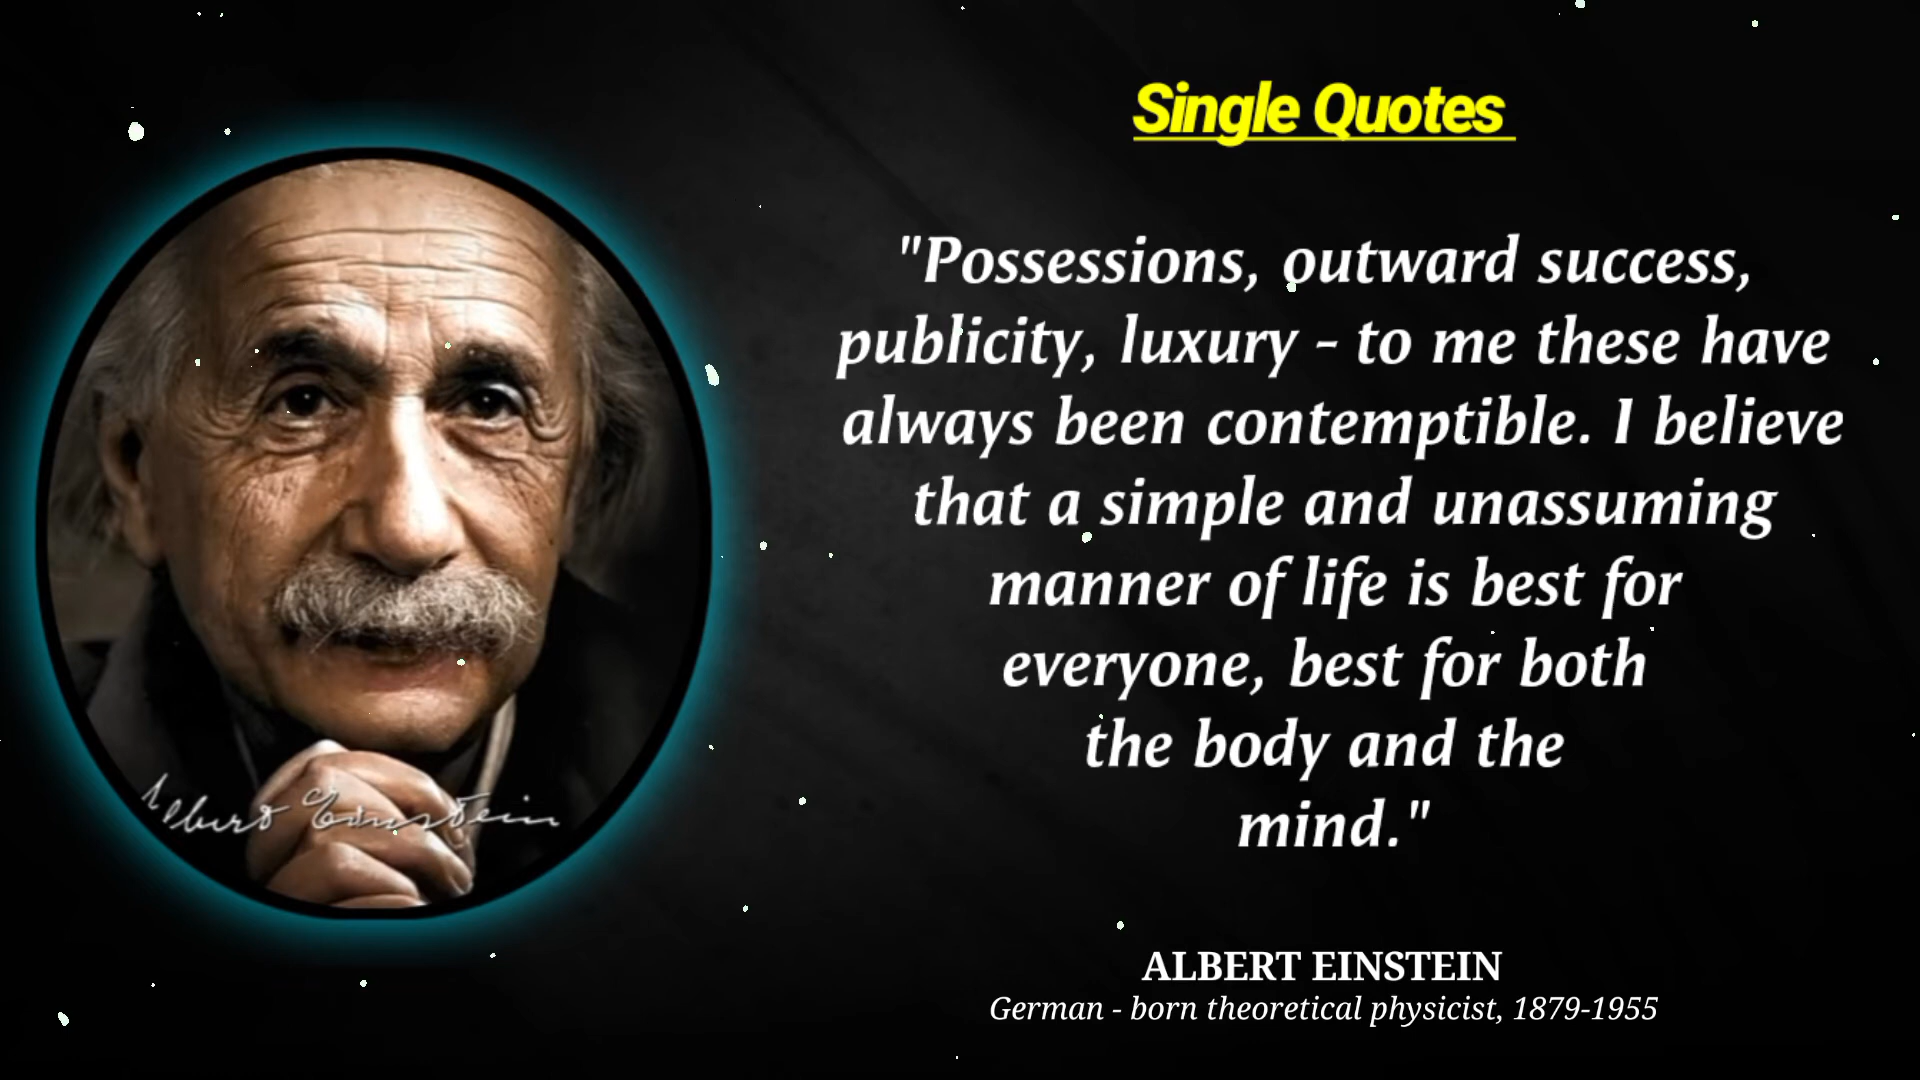 Single Quotes
"Possessions, outward success,
publicity, luxury - to me these have
always been contemptible. I believe
that a simple and unassuming
manner of life is best for
everyone, best for both
the body and the
mind."
Albert Einstein
ALBERT EINSTEIN
German - born theoretical physicist, 1879-1955